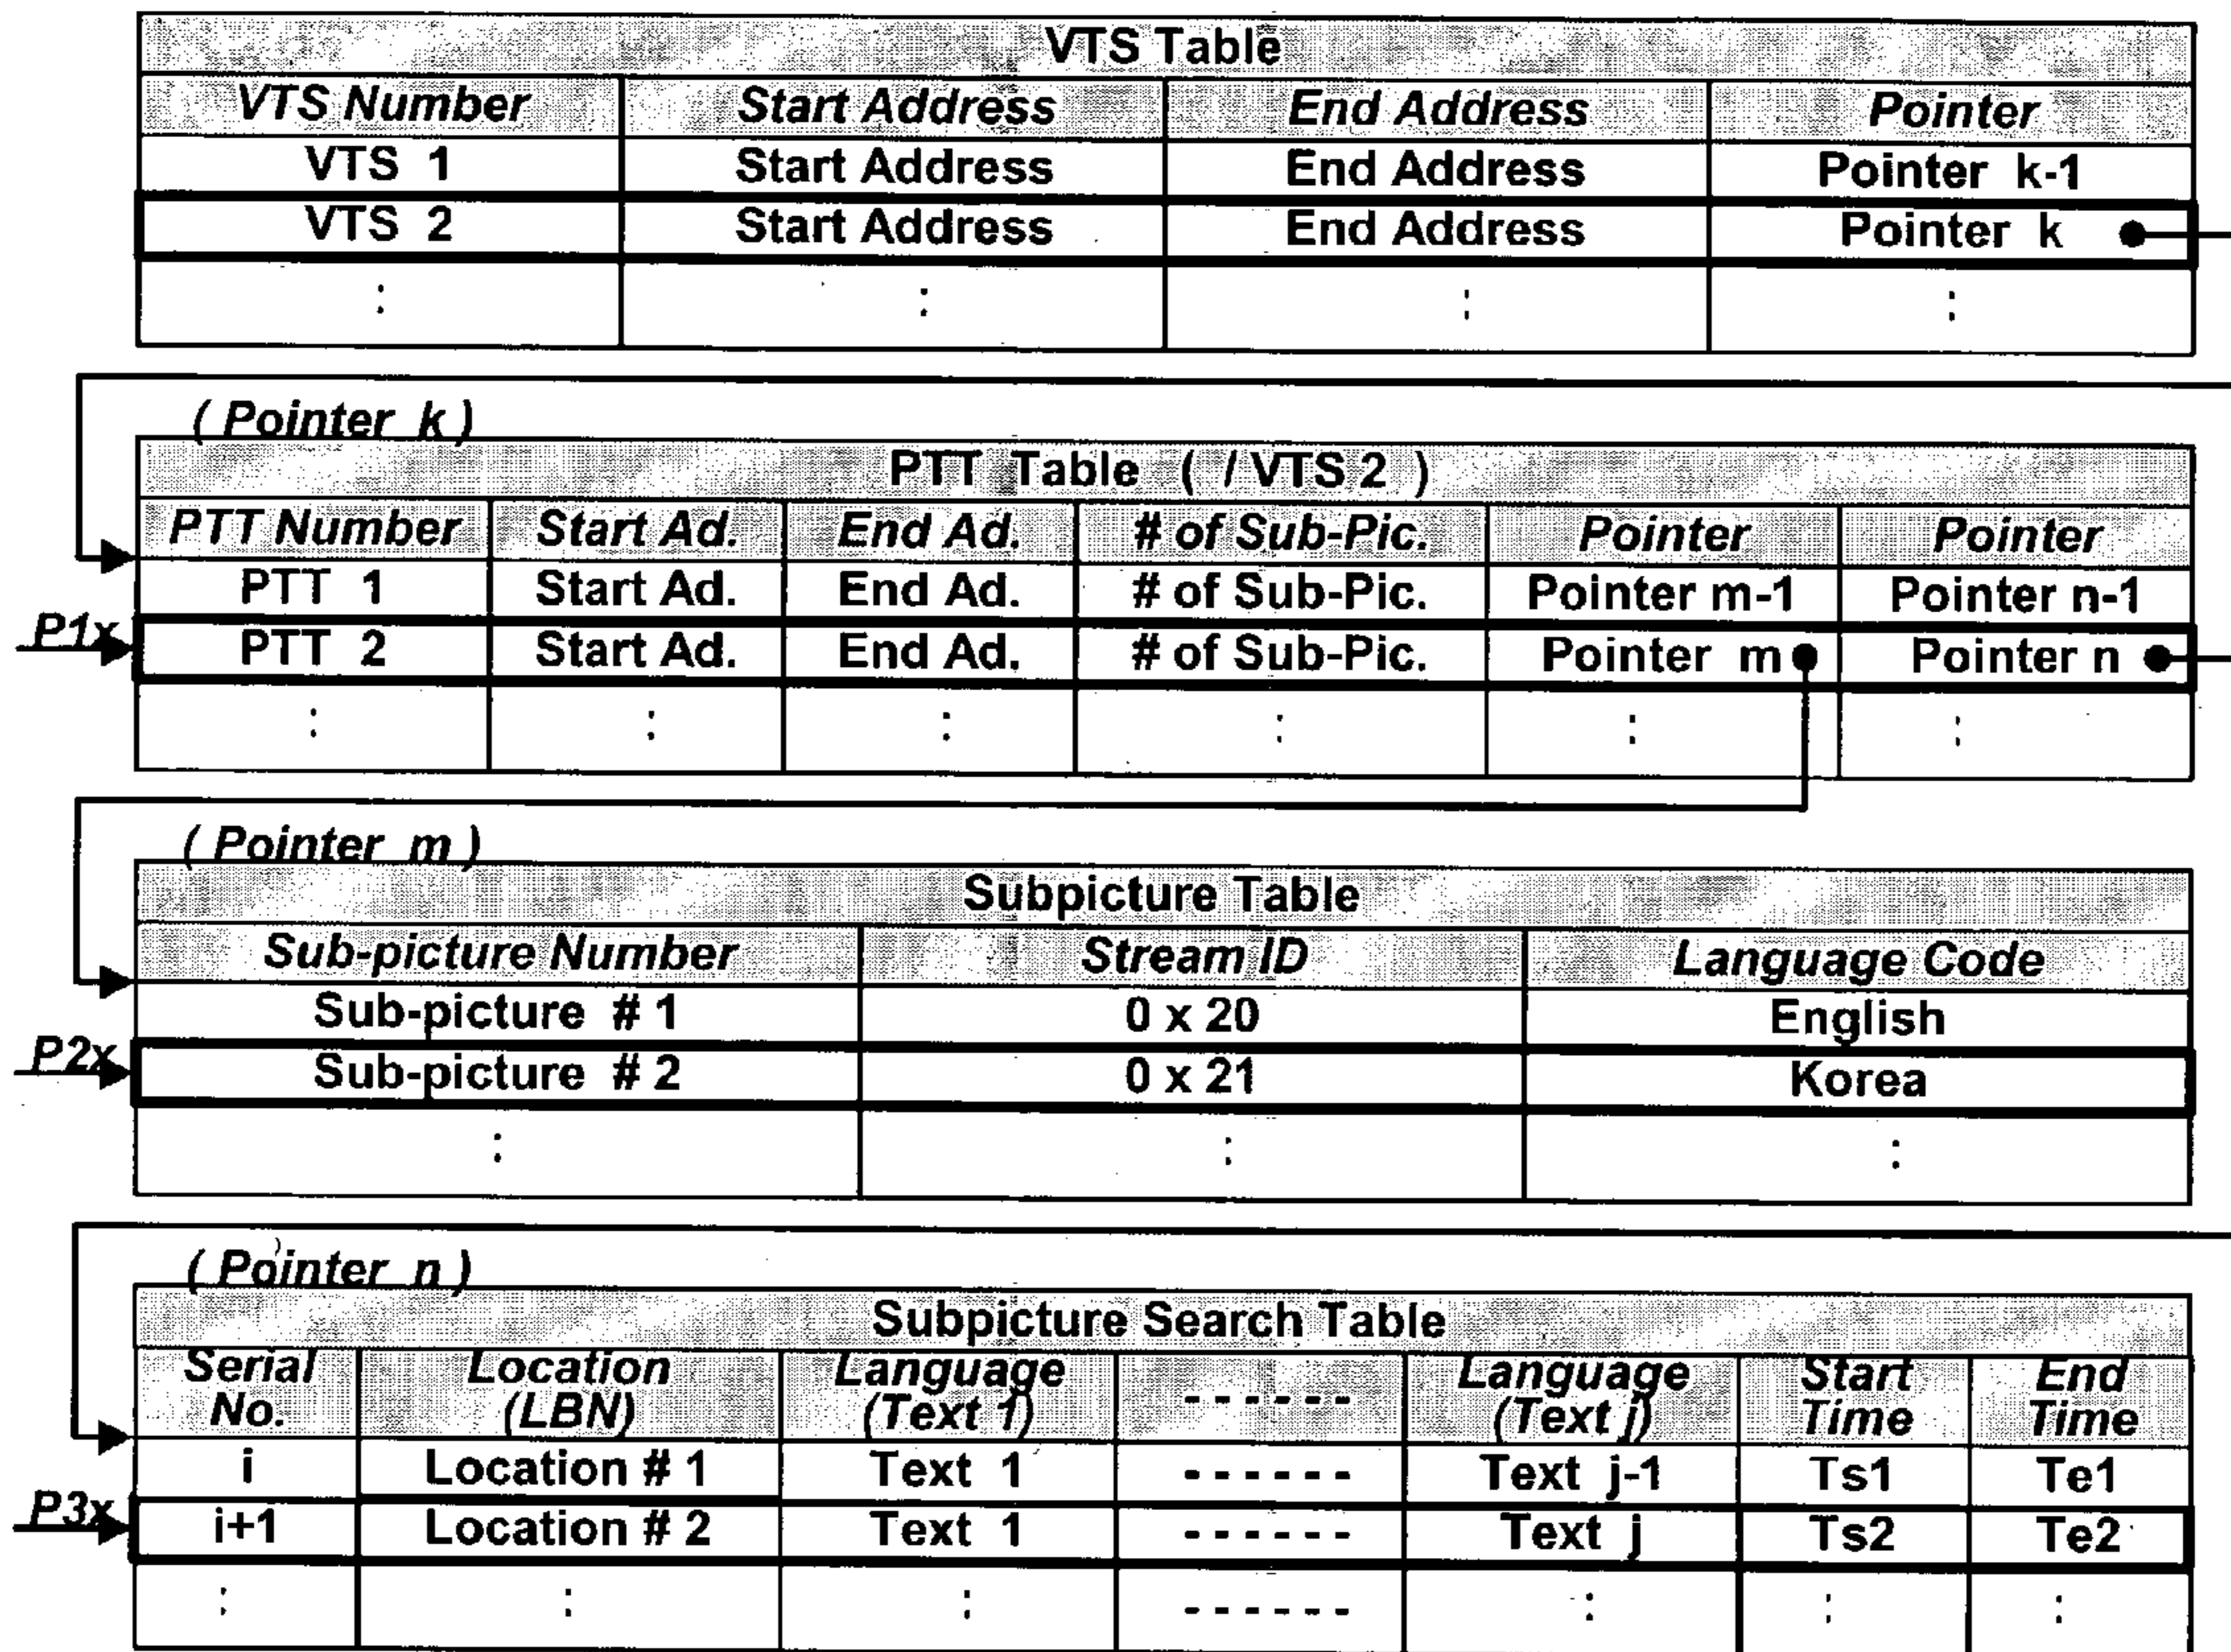 VTS Table
VTS Number Start Address End Address Pointer
VTS 1 Start Address End Address Pointer k-1
VTS 2 Start Address End Address Pointer k
: : : :
( Pointer k )
PTT Table ( / VTS 2 )
PTT Number Start Ad. End Ad. # of Sub-Pic. Pointer Pointer
PTT 1 Start Ad. End Ad. # of Sub-Pic. Pointer m-1 Pointer n-1
P1x PTT 2 Start Ad. End Ad. # of Sub-Pic. Pointer m Pointer n
: : : : : :
( Pointer m )
Subpicture Table
Sub-picture Number Stream ID Language Code
Sub-picture # 1 0 x 20 English
P2x Sub-picture # 2 0 x 21 Korea
: : :
( Pointer n )
Subpicture Search Table
Serial Location Language ------ Language Start End
No. (LBN) (Text 1) (Text j) Time Time
i Location # 1 Text 1 ------ Text j-1 Ts1 Te1
P3x i+1 Location # 2 Text 1 ------ Text j Ts2 Te2
: : : ------ : : :